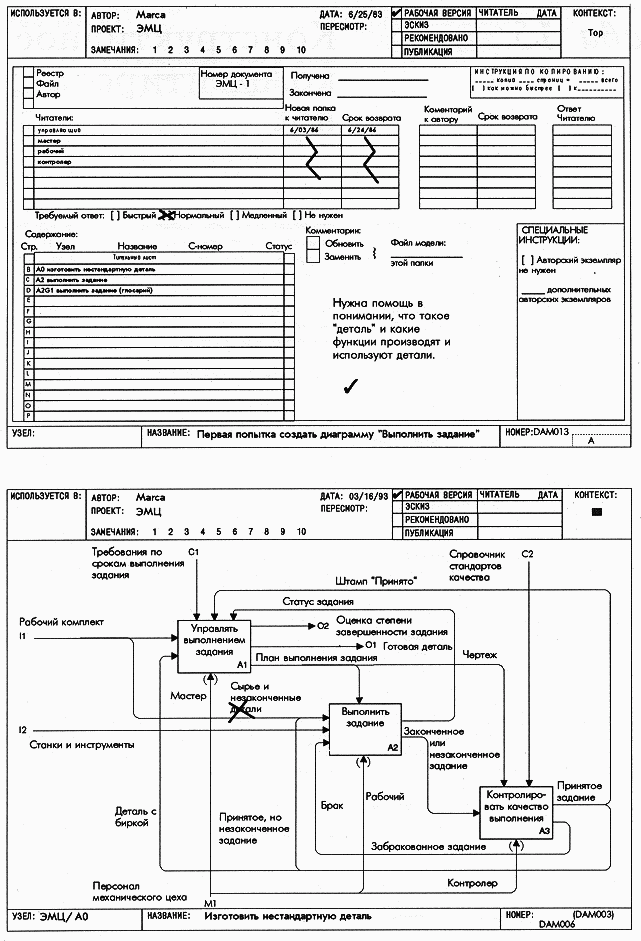 ИСПОЛЬЗУЕТСЯ В:
АВТОР: Marca
ДАТА: 6/25/83
РАБОЧАЯ ВЕРСИЯ
ЧИТАТЕЛЬ ДАТА
КОНТЕКСТ:
ПРОЕКТ: ЭМЦ
ПЕРЕСМОТР:
ЭСКИЗ
Top
РЕКОМЕНДОВАНО
ЗАМЕЧАНИЯ: 1 2 3 4 5 6 7 8 9 10
ПУБЛИКАЦИЯ
Реестр
Файл
Автор
Номер документа
ЭМЦ - 1
Получена
Закончена
ИНСТРУКЦИЯ ПО КОПИРОВАНИЮ:
копия страниц = всего
( ) как можно быстрее ( ) к
Читатели:
Новая папка
к читателю
Срок возврата
Коментарий
к автору
Срок возврата
Ответ
Читателю
управляющий 6/03/86 6/24/86
мастер
рабочий
контролер
Требуемый ответ: [ ] Быстрый Нормальный [ ] Медленный [ ] Не нужен
Содержание:
Стр. Узел Название С-номер Статус
Титульный лист
B A0 изготовить нестандартную деталь
C A2 выполнить задание
D A2G1 выполнить задание (глосарий)
E
F
G
H
I
J
K
L
M
N
O
P
Комментарии:
Обновить
Заменить
Файл модели:
этой папки
СПЕЦИАЛЬНЫЕ
ИНСТРУКЦИИ:
[ ] Авторский экземпляр
не нужен
дополнительных
авторских экземпляров
Нужна помощь в
понимании, что такое
"деталь" и какие
функции производят и
используют детали.
УЗЕЛ:
НАЗВАНИЕ: Первая попытка создать диаграмму "Выполнить задание"
НОМЕР:DAM013
A
ИСПОЛЬЗУЕТСЯ В:
АВТОР: Marca
ДАТА: 03/16/93
РАБОЧАЯ ВЕРСИЯ
ЧИТАТЕЛЬ ДАТА
КОНТЕКСТ:
ПРОЕКТ: ЭМЦ
ПЕРЕСМОТР:
ЭСКИЗ
РЕКОМЕНДОВАНО
ЗАМЕЧАНИЯ: 1 2 3 4 5 6 7 8 9 10
ПУБЛИКАЦИЯ
Требования по
срокам выполнения
задания
C1
Справочник
стандартов
качества
C2
Штамп "Принято"
Статус задания
Рабочий комплект
I1
Управлять
выполнением
задания
A1
O2
Оценка степени
завершенности задания
O1 Готовая деталь
План выполнения задания
Чертеж
Мастер
Сырье и
незаконченные
детали
I2
Станки и инструменты
Выполнить
задание
A2
Законченное
или
незаконченное
задание
Контролиро-
вать качество
выполнения
A3
Принятое
задание
Деталь с
биркой
Принятое, но
незаконченное
задание
Брак
Рабочий
Забракованное задание
Контролер
Персонал
механического цеха
M1
УЗЕЛ: ЭМЦ/ A0
НАЗВАНИЕ: Изготовить нестандартную деталь
НОМЕР: (DAM003)
DAM006